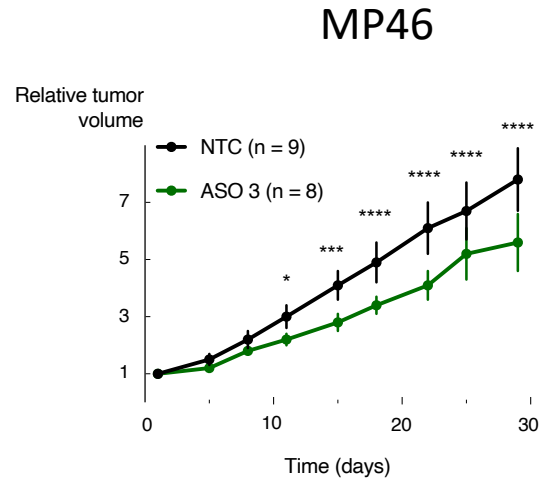 MP46
Relative tumor
volume
NTC (n = 9)
ASO 3 (n = 8)
****
****
****
****
***
*
7
5
3
1
0
10
20
30
Time (days)